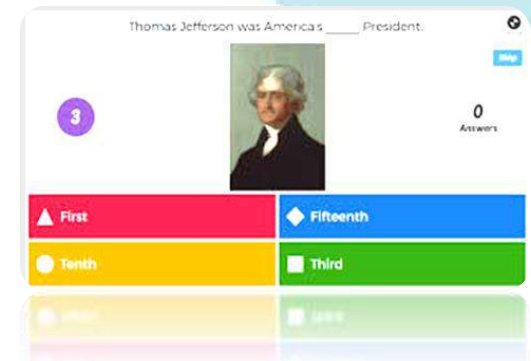 Thomas Jefferson was America's _____ President.
Skip
3
0
Answers
First
Fifteenth
Tenth
Third